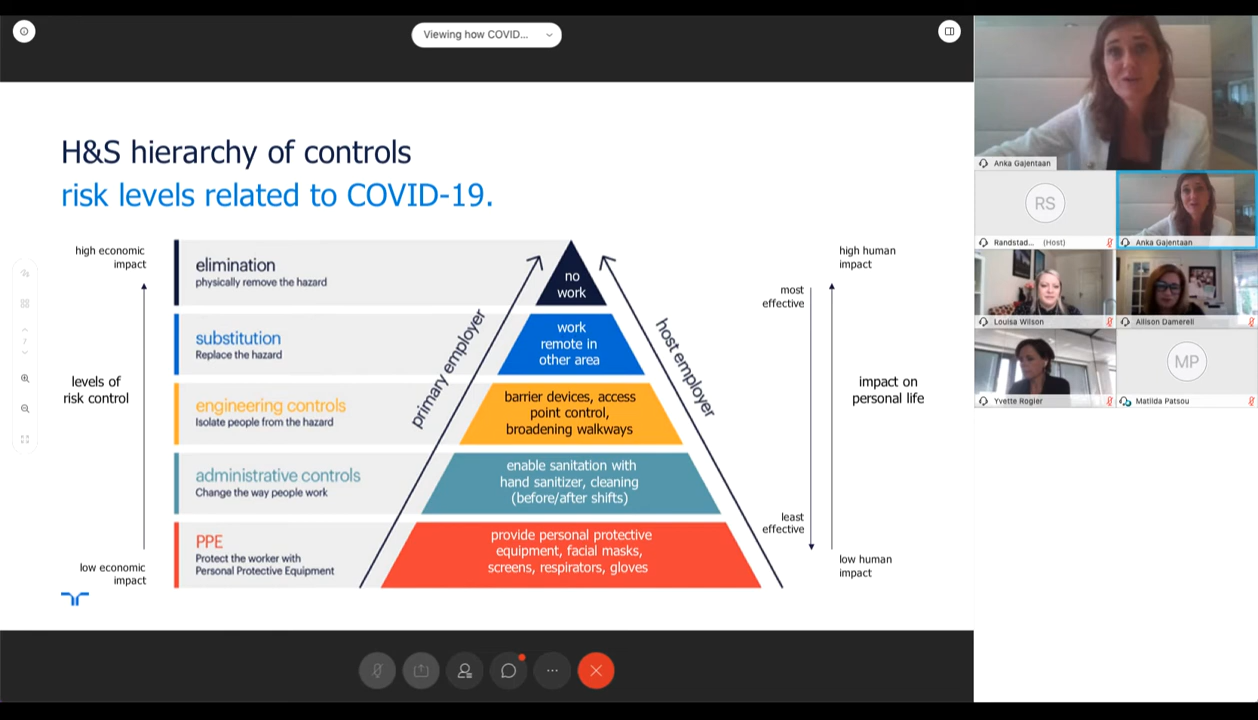 Viewing how COVID...
H&S hierarchy of controls
risk levels related to COVID-19.
high economic
impact
levels of
risk control
low economic
impact
elimination
physically remove the hazard
substitution
Replace the hazard
engineering controls
Isolate people from the hazard
administrative controls
Change the way people work
PPE
Protect the worker with
Personal Protective Equipment
primary employer
no
work
work
remote in
other area
barrier devices, access
point control,
broadening walkways
enable sanitation with
hand sanitizer, cleaning
(before/after shifts)
provide personal protective
equipment, facial masks,
screens, respirators, gloves
host employer
most
effective
least
effective
high human
impact
impact on
personal life
low human
impact
7
Anka Gajentaan
RS
Randstad... (Host)
Anka Gajentaan
Louisa Wilson
Allison Damerell
Yvette Rogier
MP
Matilda Patsou